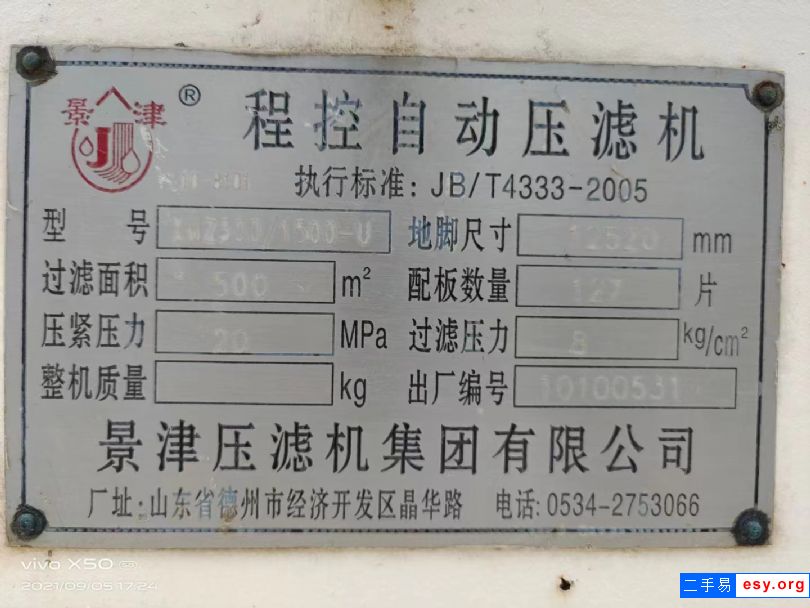 景津 ® 程控自动压滤机
执行标准: JB/T4333-2005
型号 地脚尺寸 12520 mm
过滤面积 500 m² 配板数量 127 片
压紧压力 20 MPa 过滤压力 8 kg/cm²
整机质量 kg 出厂编号 10100531
景津压滤机集团有限公司
厂址:山东省德州市经济开发区晶华路 电话:0534-2753066
vivo X50
2021/09/05 17:24
二手易 esy.org